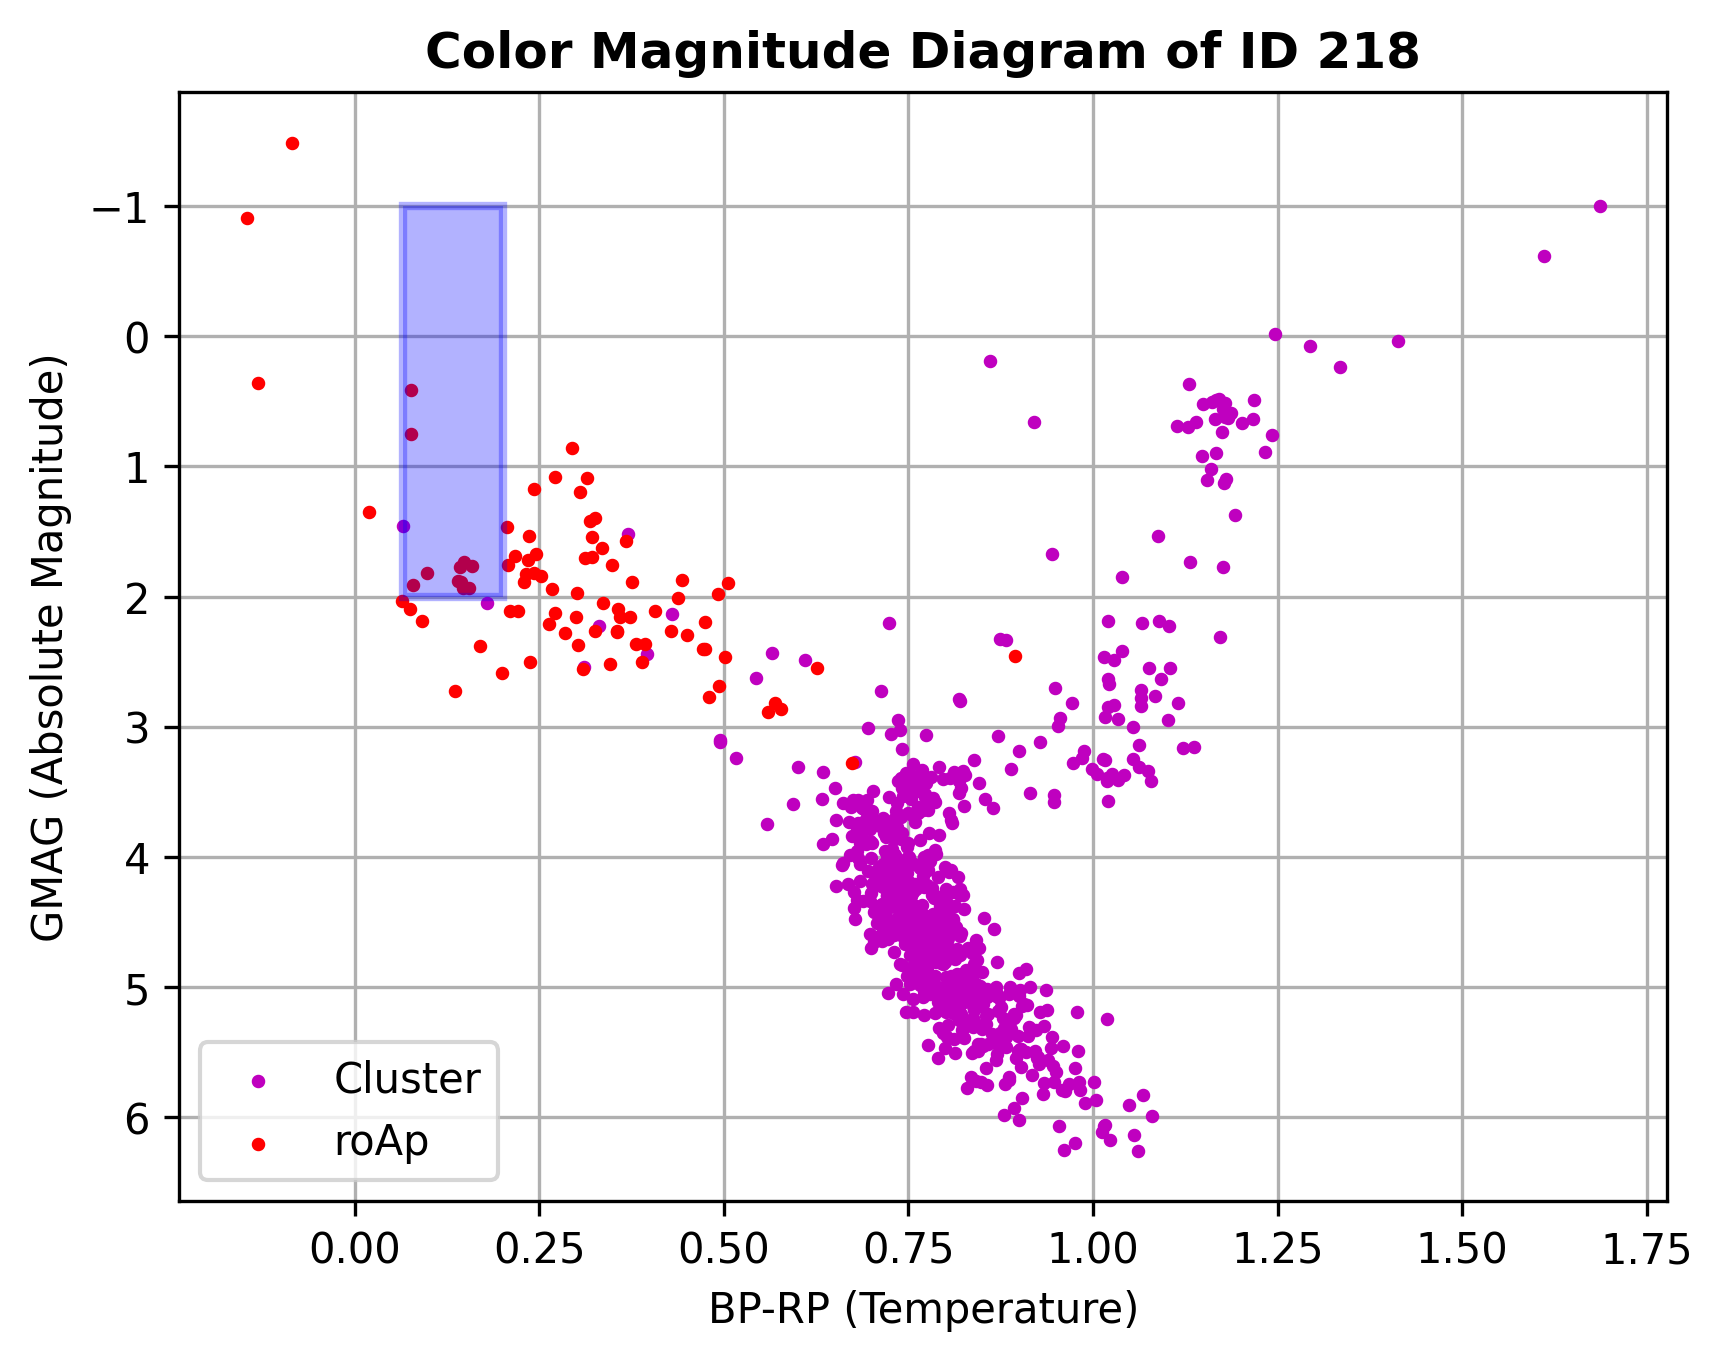 Color Magnitude Diagram of ID 218
−1
0
1
2
3
4
5
6
GMAG (Absolute Magnitude)
Cluster
roAp
0.00 0.25 0.50 0.75 1.00 1.25 1.50 1.75
BP-RP (Temperature)